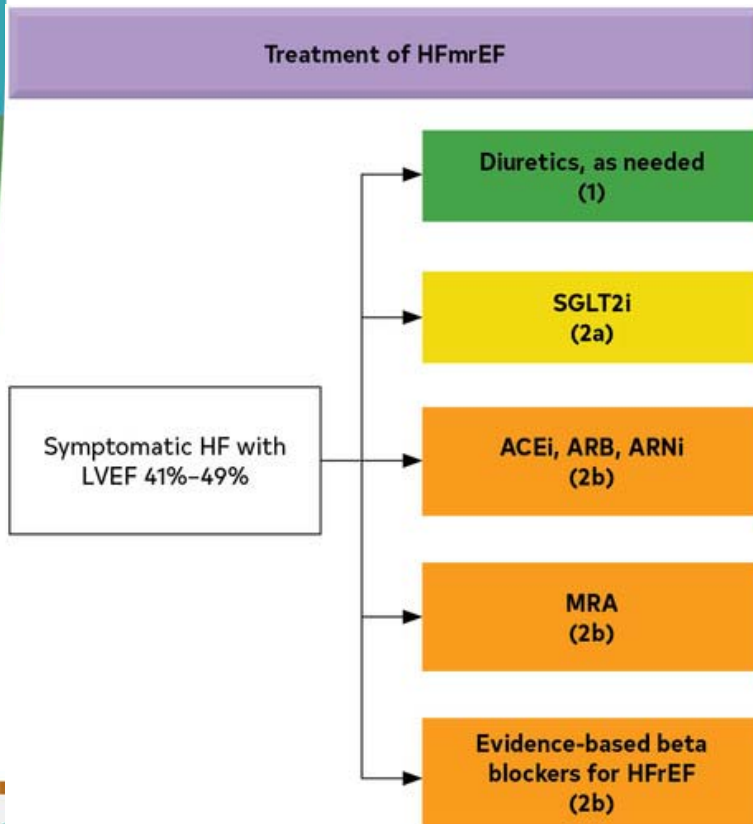 Treatment of HFmrEF
Diuretics, as needed
(1)
SGLT2i
(2a)
Symptomatic HF with
LVEF 41%–49%
ACEi, ARB, ARNi
(2b)
MRA
(2b)
Evidence-based beta
blockers for HFrEF
(2b)